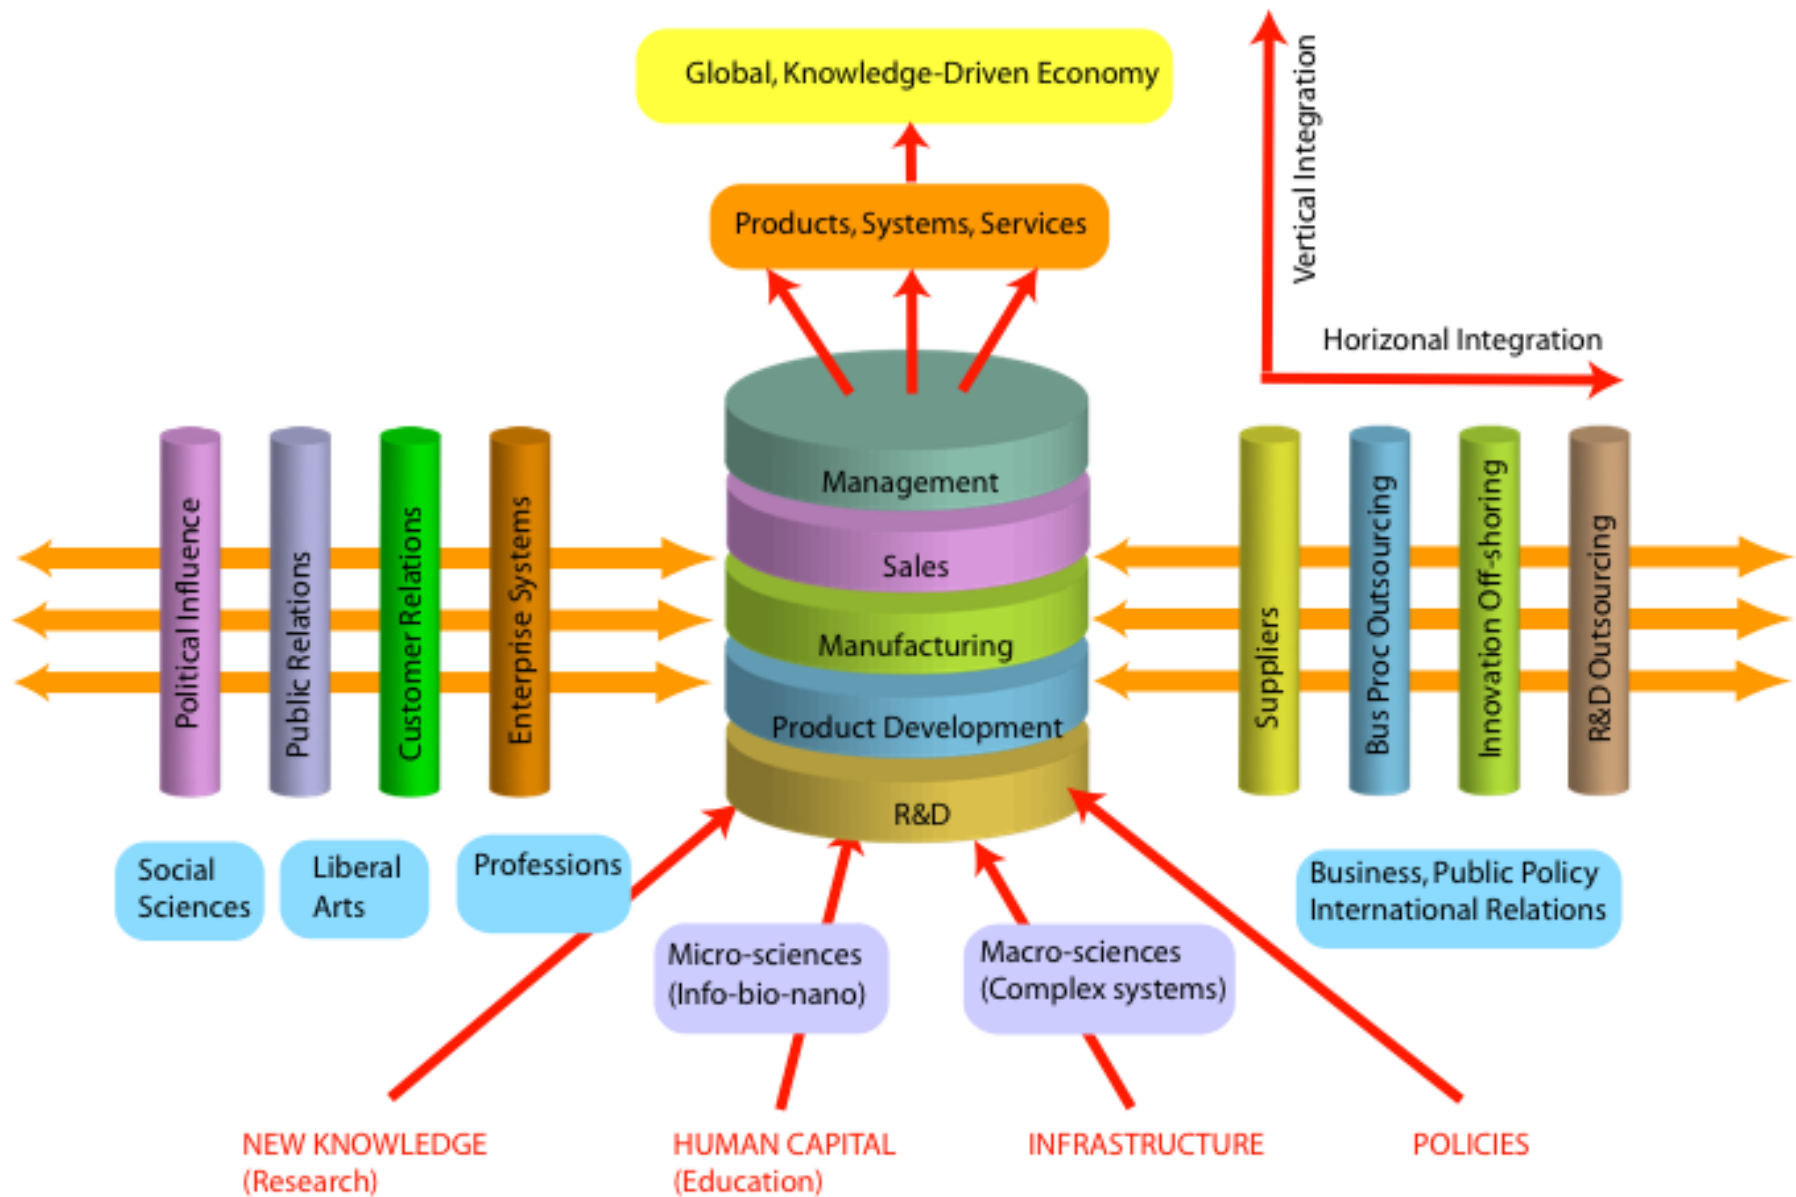 Global, Knowledge-Driven Economy
Vertical Integration
Products, Systems, Services
Horizonal Integration
Political Influence
Public Relations
Customer Relations
Enterprise Systems
Management
Sales
Manufacturing
Product Development
R&D
Suppliers
Bus Proc Outsourcing
Innovation Off-shoring
R&D Outsourcing
Social
Sciences
Liberal
Arts
Professions
Business, Public Policy
International Relations
Micro-sciences
(Info-bio-nano)
Macro-sciences
(Complex systems)
NEW KNOWLEDGE
(Research)
HUMAN CAPITAL
(Education)
INFRASTRUCTURE
POLICIES